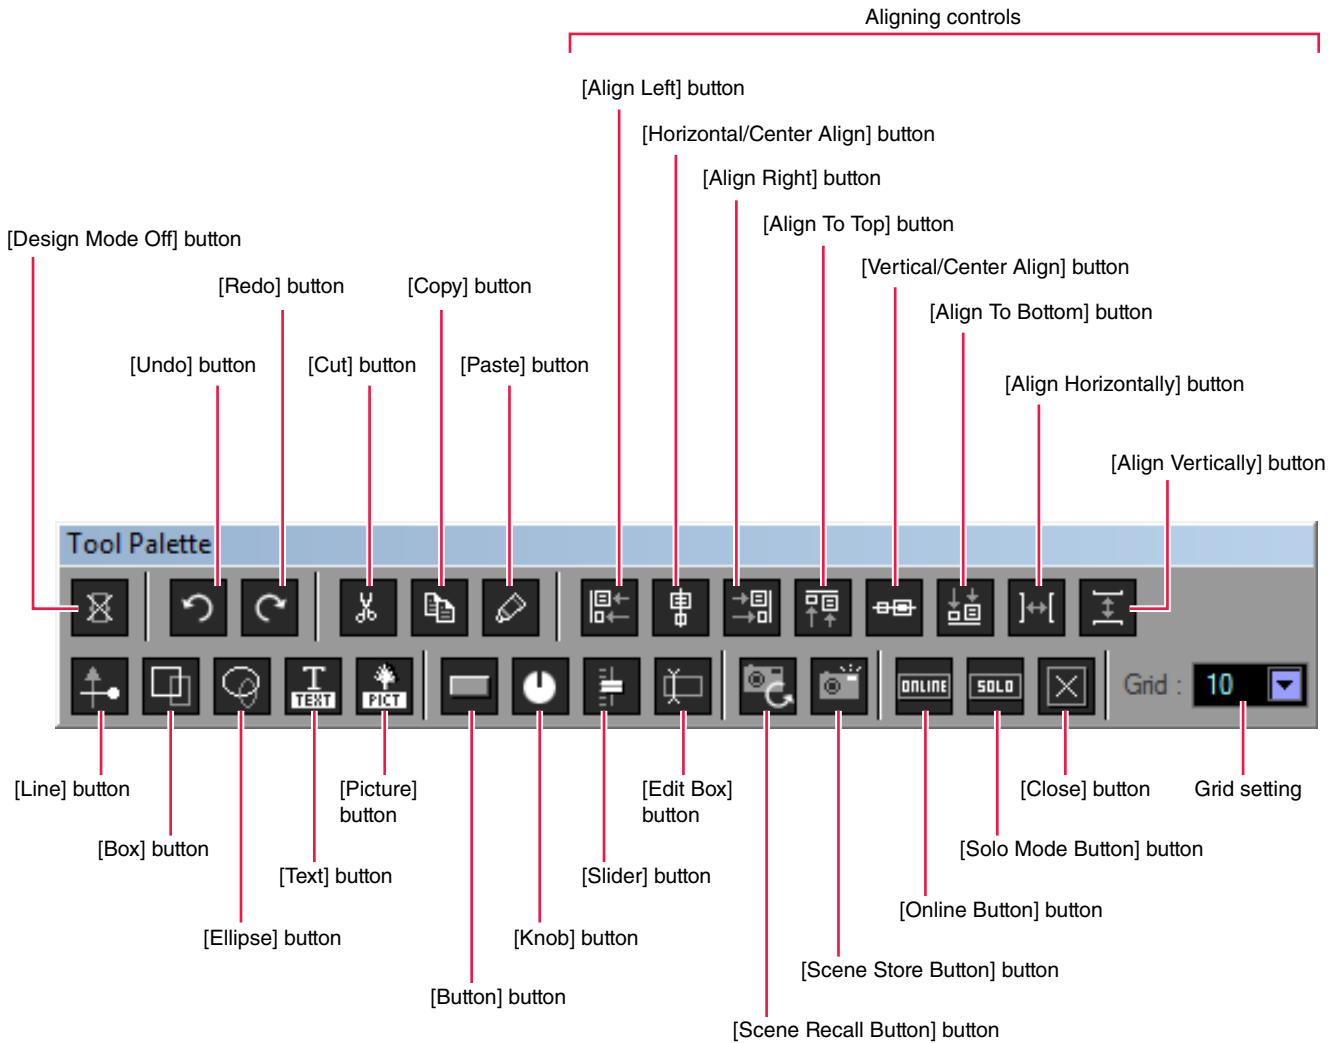 Aligning controls
[Align Left] button
[Horizontal/Center Align] button
[Align Right] button
[Align To Top] button
[Design Mode Off] button
[Vertical/Center Align] button
[Redo] button
[Copy] button
[Align To Bottom] button
[Undo] button
[Cut] button
[Paste] button
[Align Horizontally] button
[Align Vertically] button
Tool Palette
T
TEXT
PICT
ONLINE
SOLO
Grid :
10
[Line] button
[Picture]
button
[Edit Box]
button
[Close] button
Grid setting
[Box] button
[Solo Mode Button] button
[Text] button
[Slider] button
[Online Button] button
[Ellipse] button
[Knob] button
[Scene Store Button] button
[Button] button
[Scene Recall Button] button